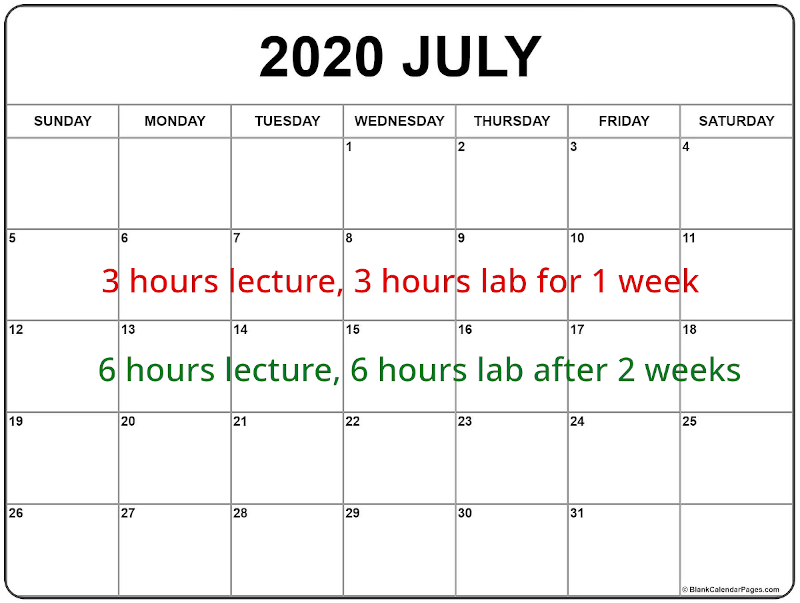 2020 JULY
SUNDAY MONDAY TUESDAY WEDNESDAY THURSDAY FRIDAY SATURDAY
1 2 3 4
5 6 7 8 9 10 11
3 hours lecture, 3 hours lab for 1 week
12 13 14 15 16 17 18
6 hours lecture, 6 hours lab after 2 weeks
19 20 21 22 23 24 25
26 27 28 29 30 31
© BlankCalendarPages.com